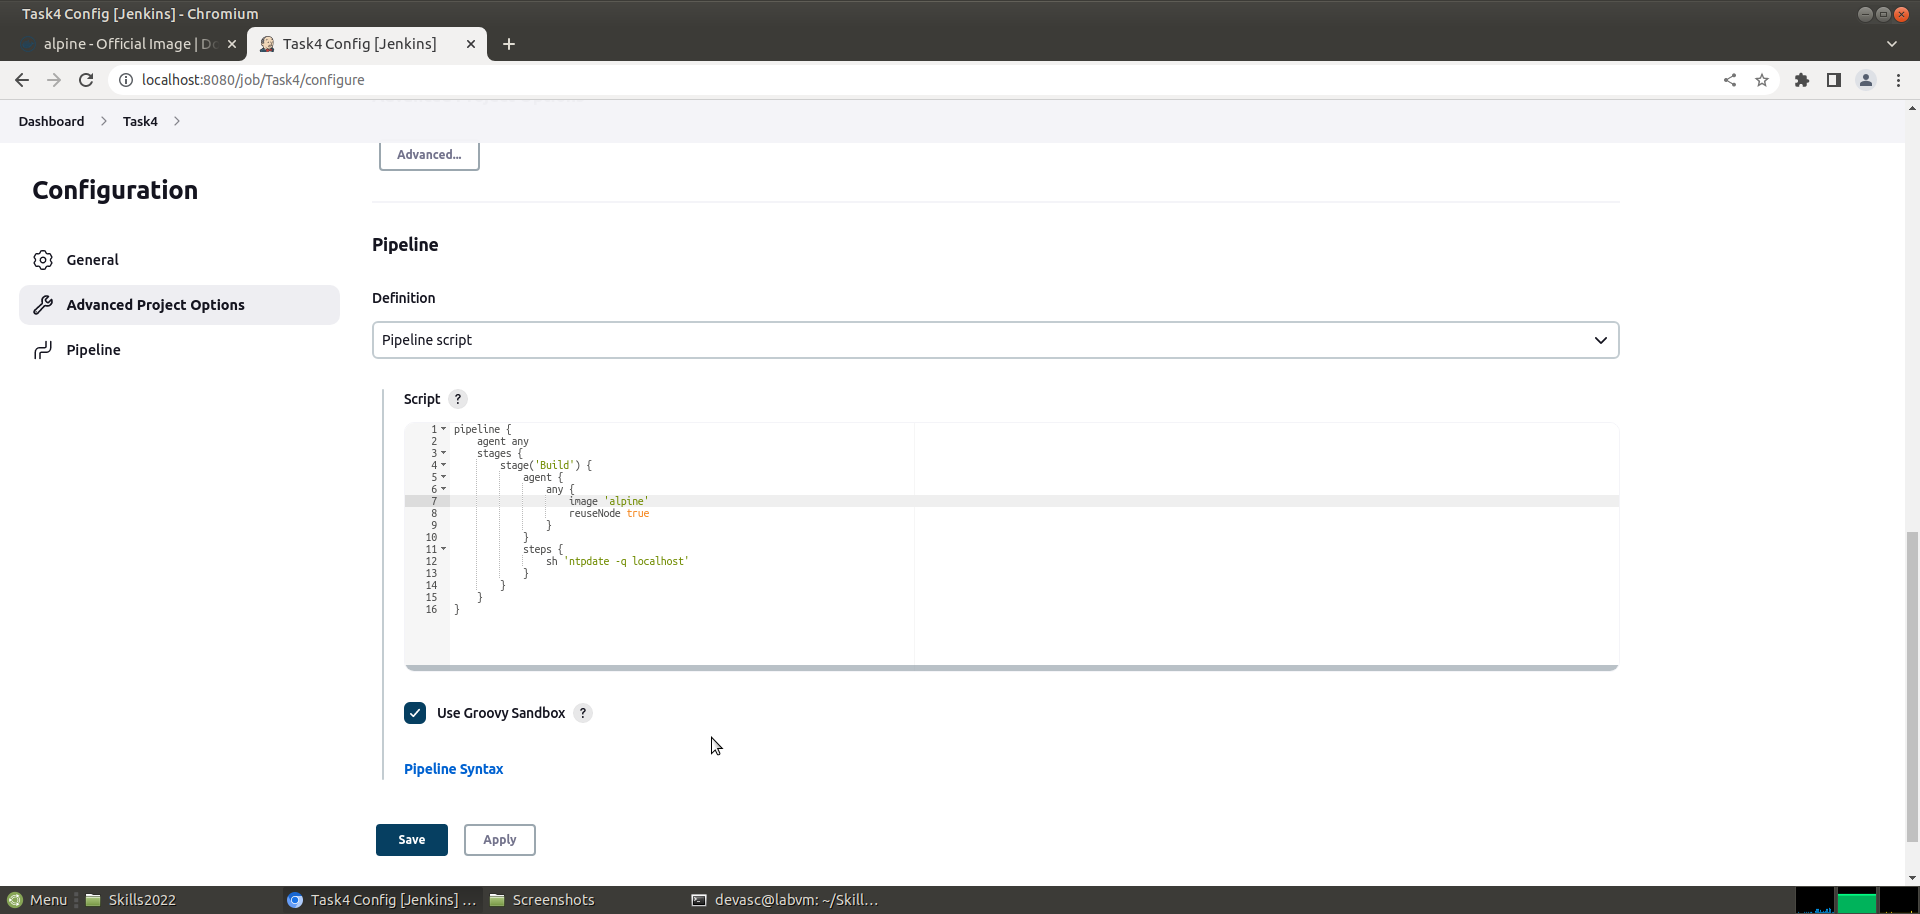 Task4 Config [Jenkins] - Chromium
alpine - Official Image | Do
Task4 Config [Jenkins]
localhost:8080/job/Task4/configure
Dashboard
Task4
Advanced...
Configuration
General
Advanced Project Options
Pipeline
Pipeline
Definition
Pipeline script
Script ?
1 pipeline {
2     agent any
3     stages {
4         stage('Build') {
5             agent {
6                 any {
7                     image 'alpine'
8                     reuseNode true
9                 }
10             }
11             steps {
12                 sh 'ntpdate -q localhost'
13             }
14         }
15     }
16 }
Use Groovy Sandbox ?
Pipeline Syntax
Save
Apply
Menu
Skills2022
Task4 Config [Jenkins] ...
Screenshots
devasc@labvm: ~/Skill...